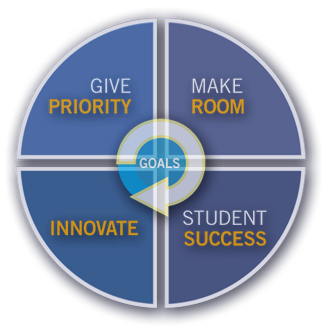 GIVE
PRIORITY
MAKE
ROOM
GOALS
INNOVATE
STUDENT
SUCCESS